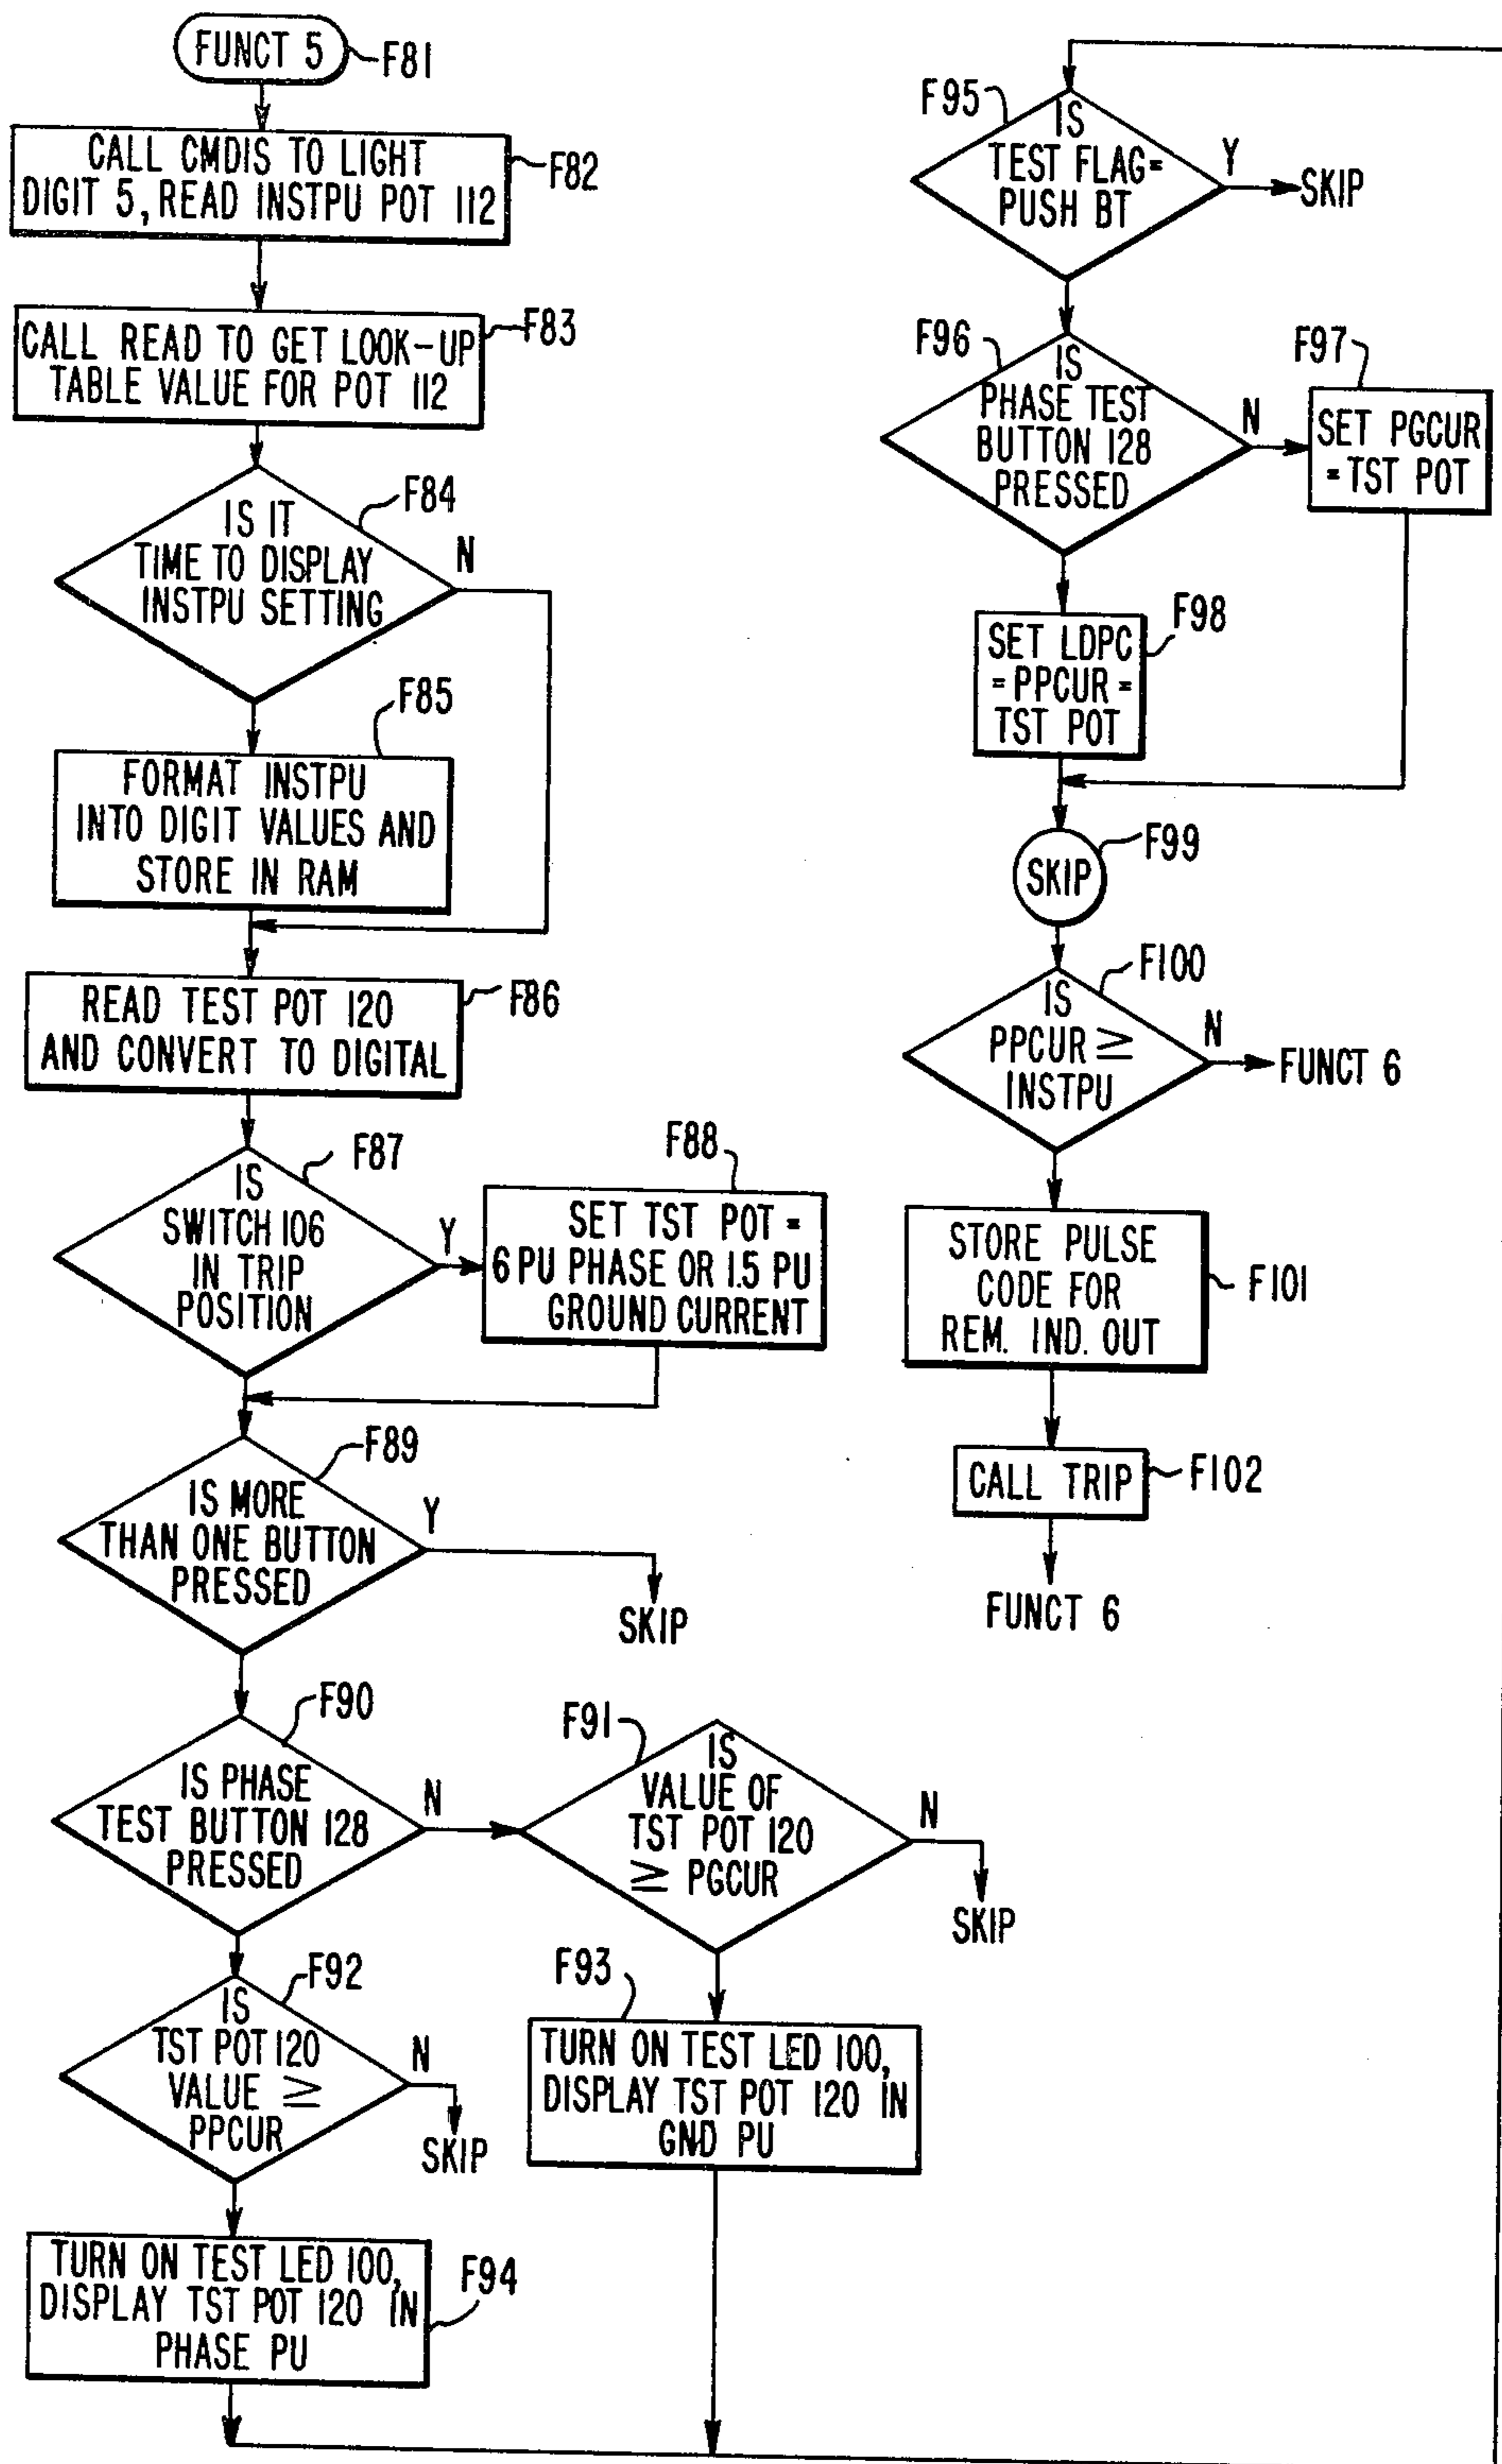 FUNCT 5
F81
CALL CMDIS TO LIGHT
DIGIT 5, READ INSTPU POT 112
F82
CALL READ TO GET LOOK-UP
TABLE VALUE FOR POT 112
F83
IS IT
TIME TO DISPLAY
INSTPU SETTING
F84
N
FORMAT INSTPU
INTO DIGIT VALUES AND
STORE IN RAM
F85
READ TEST POT 120
AND CONVERT TO DIGITAL
F86
IS
SWITCH 106
IN TRIP
POSITION
F87
Y
SET TST POT =
6 PU PHASE OR 1.5 PU
GROUND CURRENT
F88
IS MORE
THAN ONE BUTTON
PRESSED
F89
Y
SKIP
IS PHASE
TEST BUTTON 128
PRESSED
F90
N
IS
VALUE OF
TST POT 120
≥ PGCUR
F91
N
SKIP
IS
TST POT 120
VALUE ≥
PPCUR
F92
N
SKIP
TURN ON TEST LED 100,
DISPLAY TST POT 120 IN
GND PU
F93
TURN ON TEST LED 100,
DISPLAY TST POT 120 IN
PHASE PU
F94
IS
TEST FLAG=
PUSH BT
F95
Y
SKIP
IS
PHASE TEST
BUTTON 128
PRESSED
F96
N
SET PGCUR
= TST POT
F97
SET LDPC
= PPCUR =
TST POT
F98
SKIP
F99
IS
PPCUR ≥
INSTPU
F100
N
FUNCT 6
STORE PULSE
CODE FOR
REM. IND. OUT
F101
CALL TRIP
F102
FUNCT 6